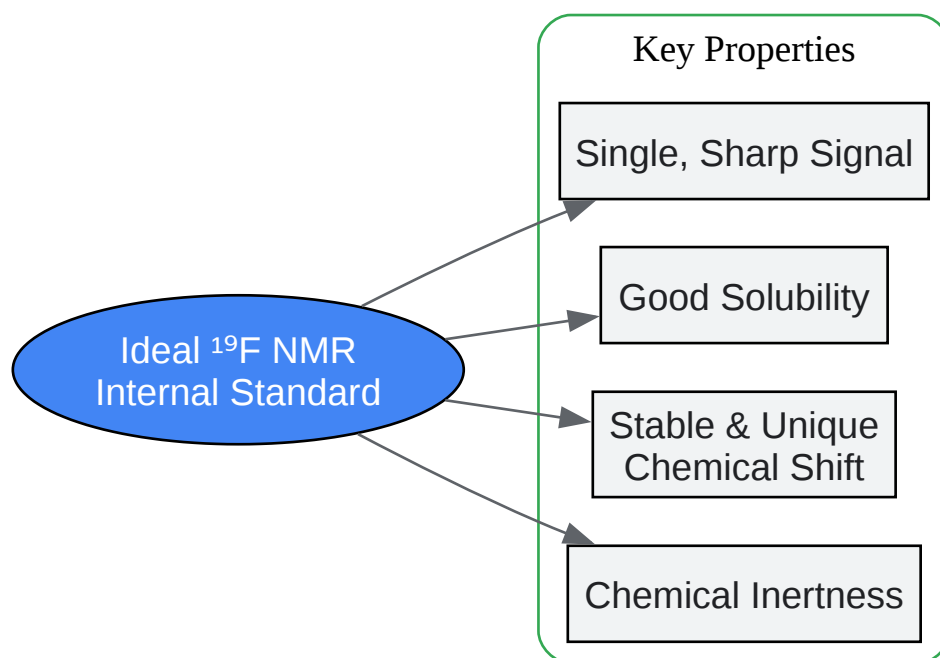 Key Properties
Single, Sharp Signal
Good Solubility
Ideal ¹⁹F NMR
Internal Standard
Stable & Unique
Chemical Shift
Chemical Inertness